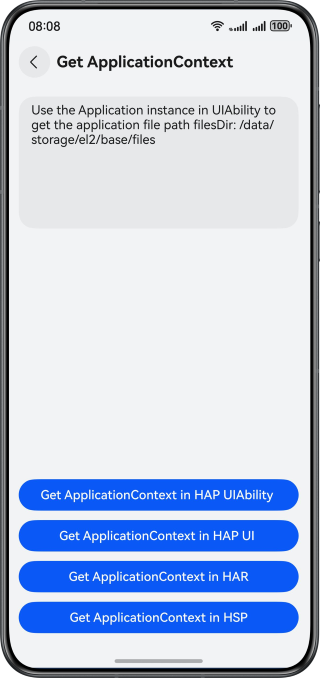 08:08
100
Get ApplicationContext
Use the Application instance in UIAbility to
get the application file path filesDir: /data/
storage/el2/base/files
Get ApplicationContext in HAP UIAbility
Get ApplicationContext in HAP UI
Get ApplicationContext in HAR
Get ApplicationContext in HSP